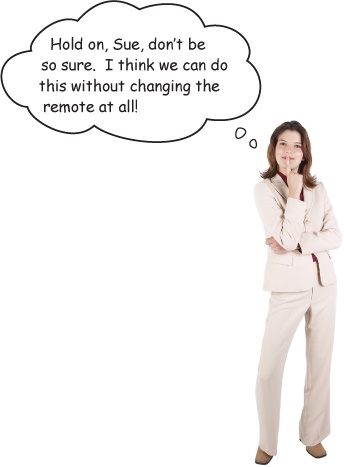 Hold on, Sue, don't be
so sure. I think we can do
this without changing the
remote at all!